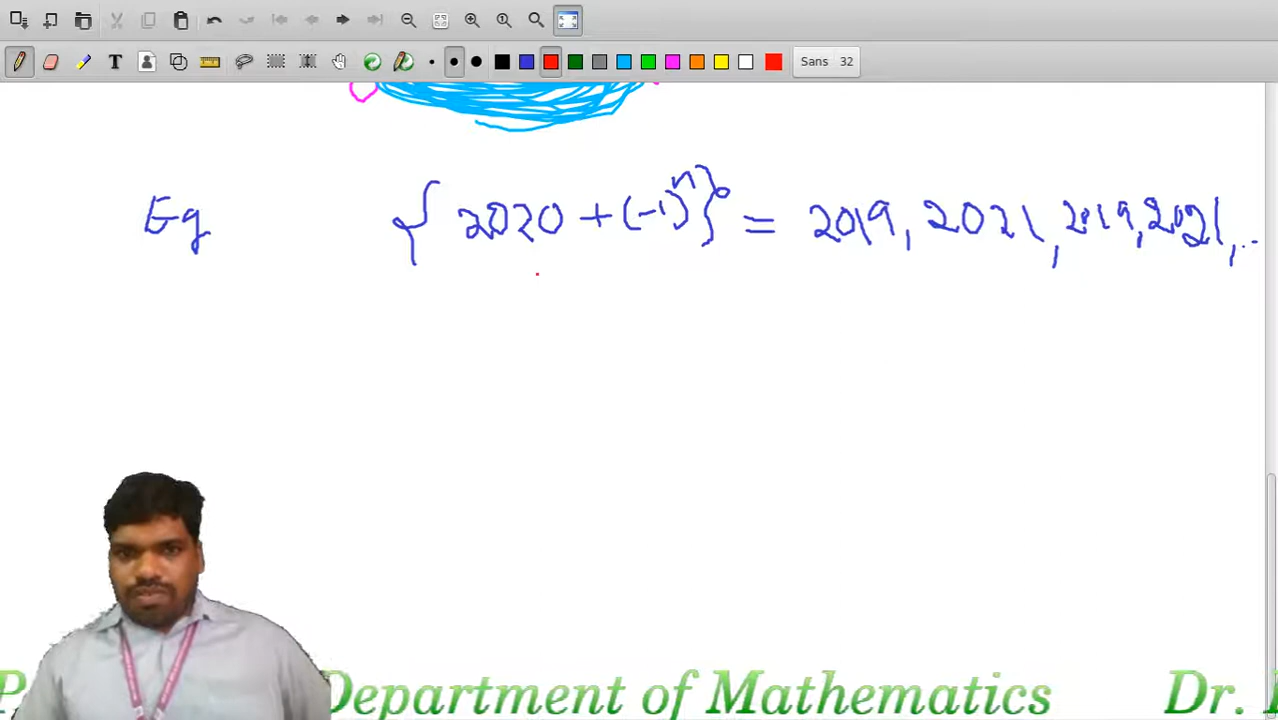 Sans 32
Eg { 2020 + (-1)^n } = 2019, 2021, 2019, 2021, ..
Department of Mathematics Dr.